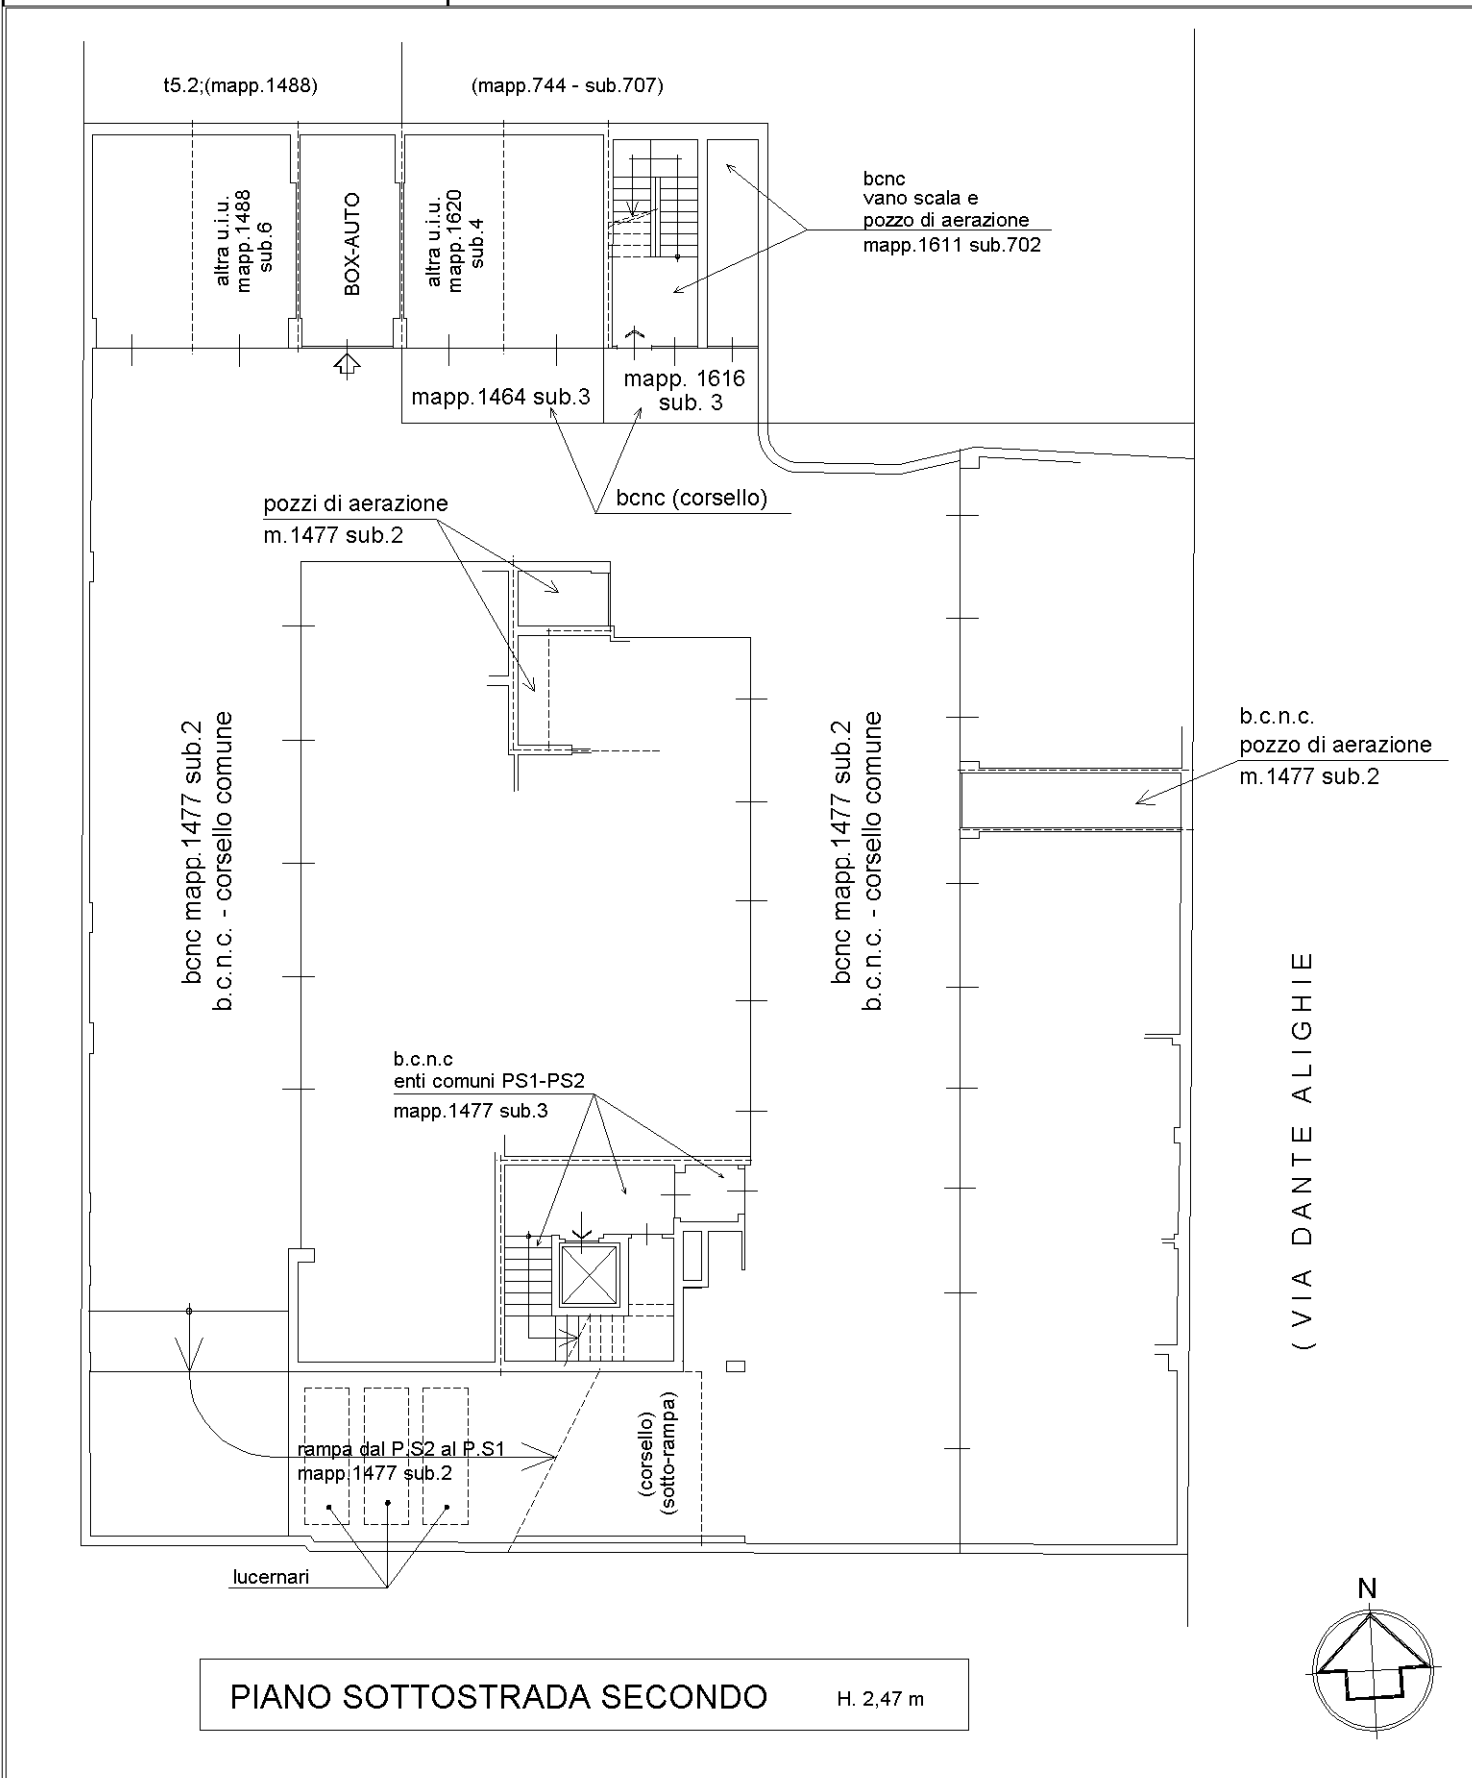 t5.2;(mapp.1488)
(mapp.744 - sub.707)
altra u.i.u.
mapp.1488
sub.6
BOX-AUTO
altra u.i.u.
mapp.1620
sub.4
bcnc
vano scala e
pozzo di aerazione
mapp.1611 sub.702
mapp.1464 sub.3
mapp. 1616
sub. 3
bcnc (corsello)
pozzi di aerazione
m.1477 sub.2
bcnc mapp.1477 sub.2
b.c.n.c. - corsello comune
bcnc mapp.1477 sub.2
b.c.n.c. - corsello comune
b.c.n.c.
pozzo di aerazione
m.1477 sub.2
b.c.n.c
enti comuni PS1-PS2
mapp.1477 sub.3
( VIA DANTE ALIGHIE
rampa dal P.S2 al P.S1
mapp.1477 sub.2
(corsello)
(sotto-rampa)
lucernari
N
PIANO SOTTOSTRADA SECONDO H. 2,47 m